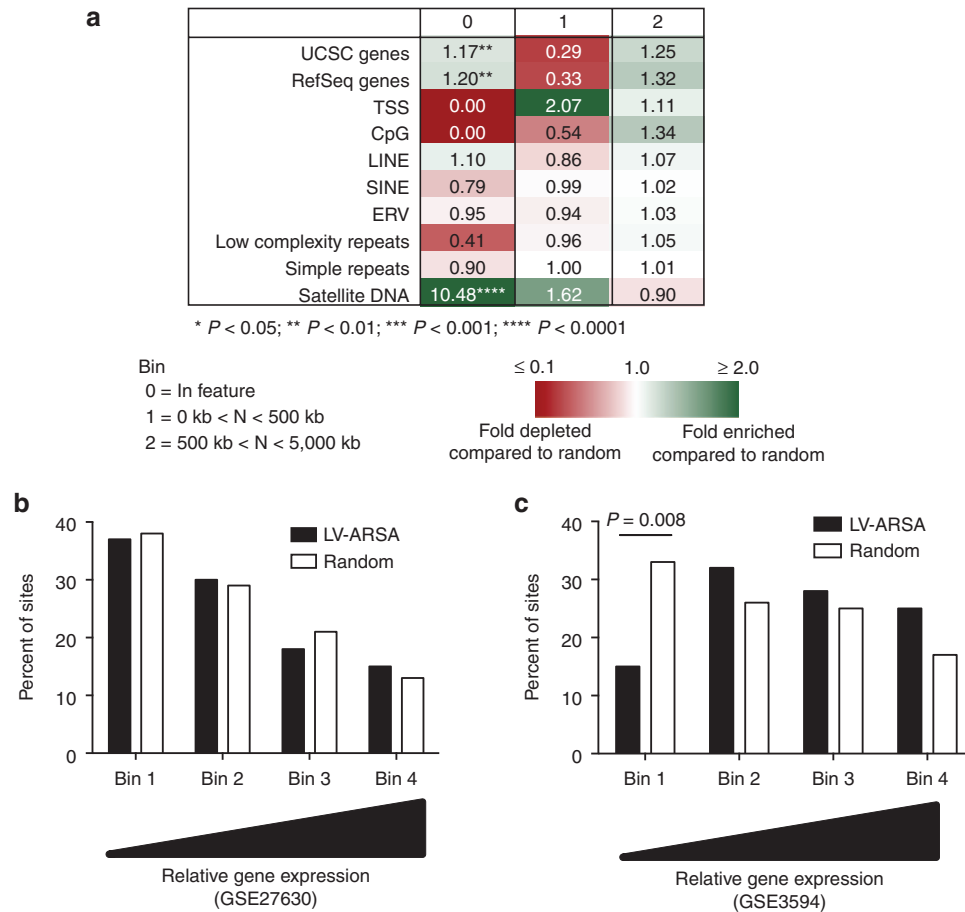 a
0 1 2
UCSC genes 1.17** 0.29 1.25
RefSeq genes 1.20** 0.33 1.32
TSS 0.00 2.07 1.11
CpG 0.00 0.54 1.34
LINE 1.10 0.86 1.07
SINE 0.79 0.99 1.02
ERV 0.95 0.94 1.03
Low complexity repeats 0.41 0.96 1.05
Simple repeats 0.90 1.00 1.01
Satellite DNA 10.48**** 1.62 0.90
* P < 0.05; ** P < 0.01; *** P < 0.001; **** P < 0.0001
Bin
0 = In feature
1 = 0 kb < N < 500 kb
2 = 500 kb < N < 5,000 kb
≤ 0.1 1.0 ≥ 2.0
Fold depleted
compared to random
Fold enriched
compared to random
b
Percent of sites
40
30
20
10
0
LV-ARSA
Random
Bin 1 Bin 2 Bin 3 Bin 4
Relative gene expression
(GSE27630)
c
Percent of sites
40
30
20
10
0
P = 0.008
LV-ARSA
Random
Bin 1 Bin 2 Bin 3 Bin 4
Relative gene expression
(GSE3594)